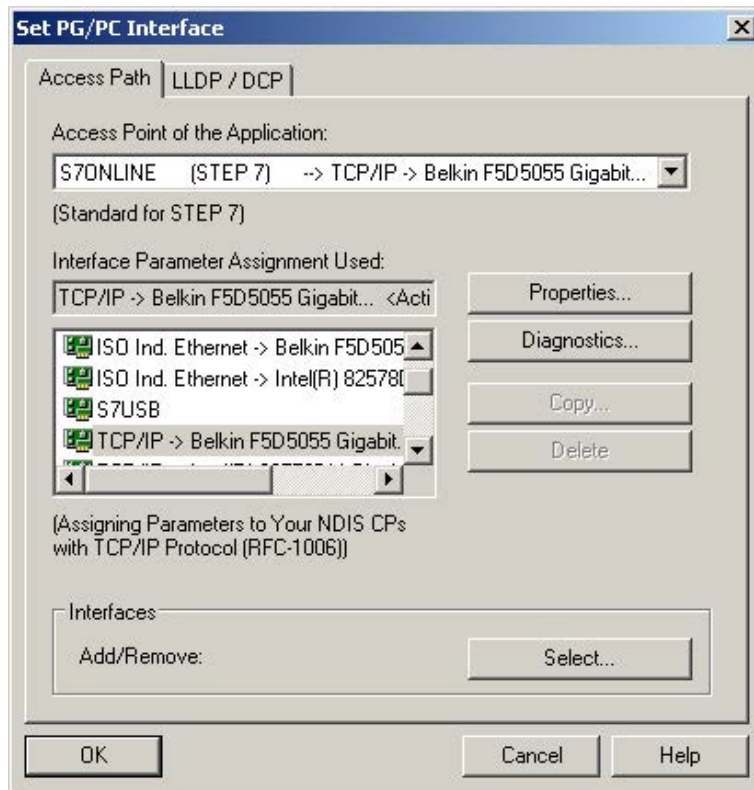 Set PG/PC Interface
Access Path
LLDP / DCP
Access Point of the Application:
S7ONLINE (STEP 7) --> TCP/IP -> Belkin F5D5055 Gigabit...
(Standard for STEP 7)
Interface Parameter Assignment Used:
TCP/IP -> Belkin F5D5055 Gigabit... <Acti
Properties...
Diagnostics...
Copy...
Delete
ISO Ind. Ethernet -> Belkin F5D505
ISO Ind. Ethernet -> Intel(R) 82578
S7USB
TCP/IP -> Belkin F5D5055 Gigabit.
(Assigning Parameters to Your NDIS CPs
with TCP/IP Protocol (RFC-1006))
Interfaces
Add/Remove:
Select...
OK
Cancel
Help